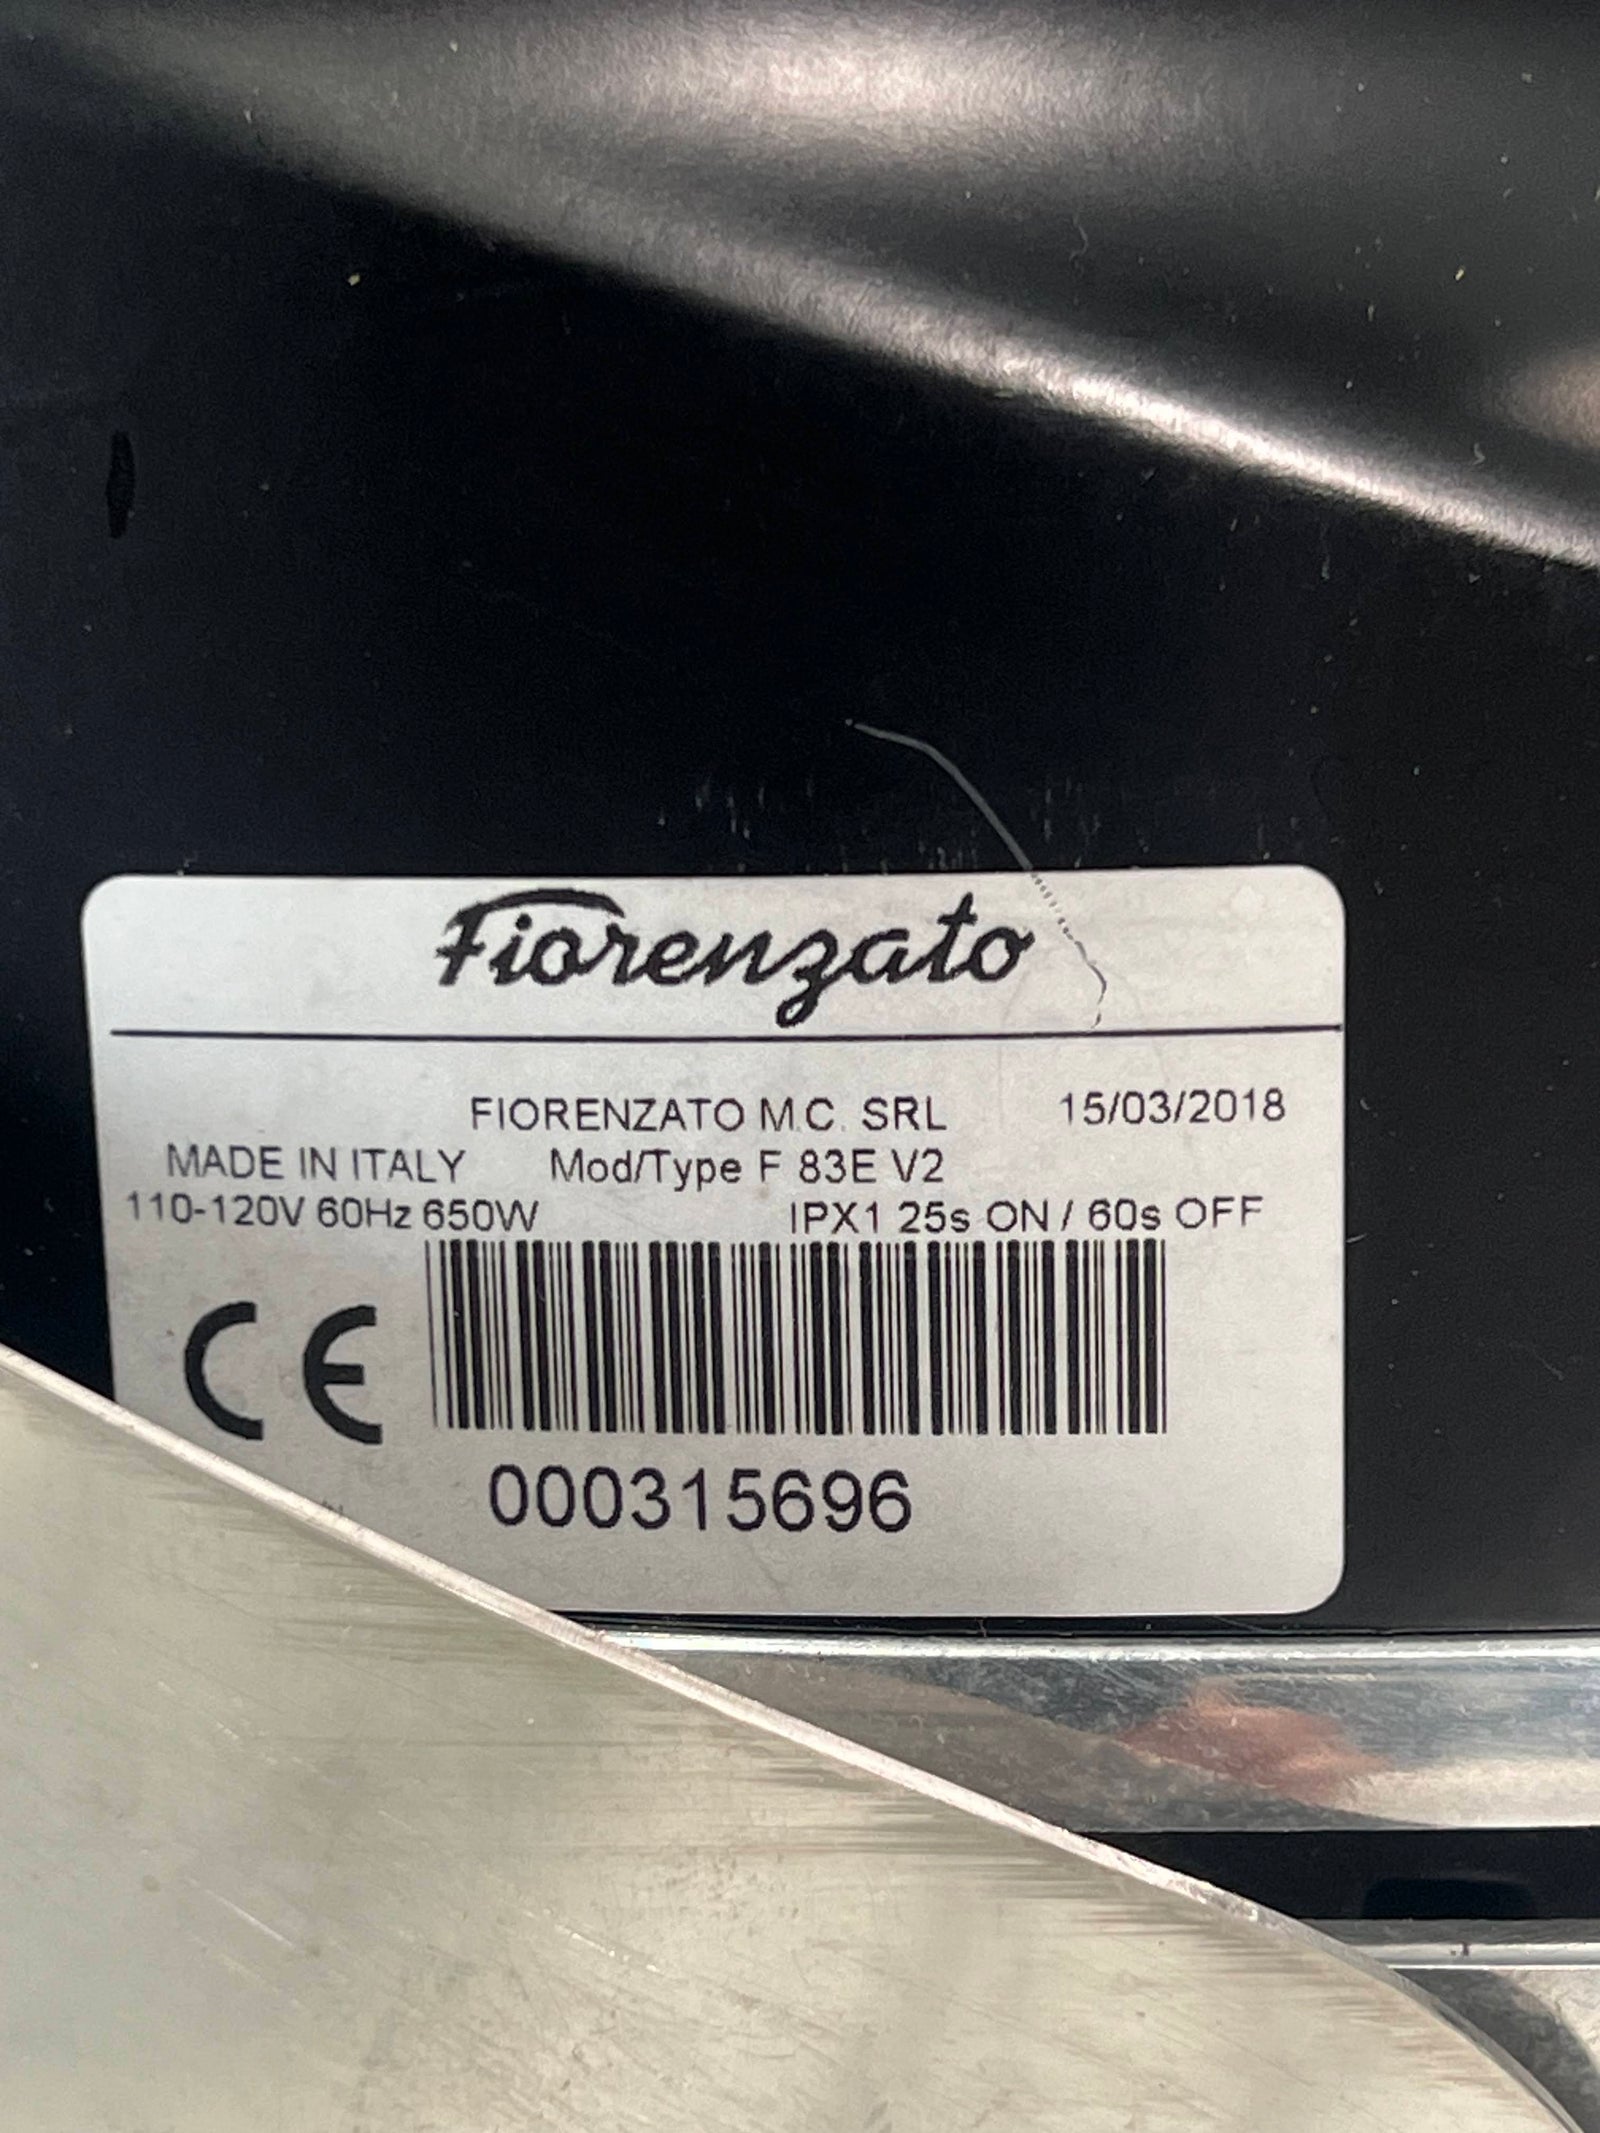 Fiorenzato
FIORENZATO M.C. SRL 15/03/2018
MADE IN ITALY Mod/Type F 83E V2
110-120V 60Hz 650W IPX1 25s ON / 60s OFF
CE
000315696